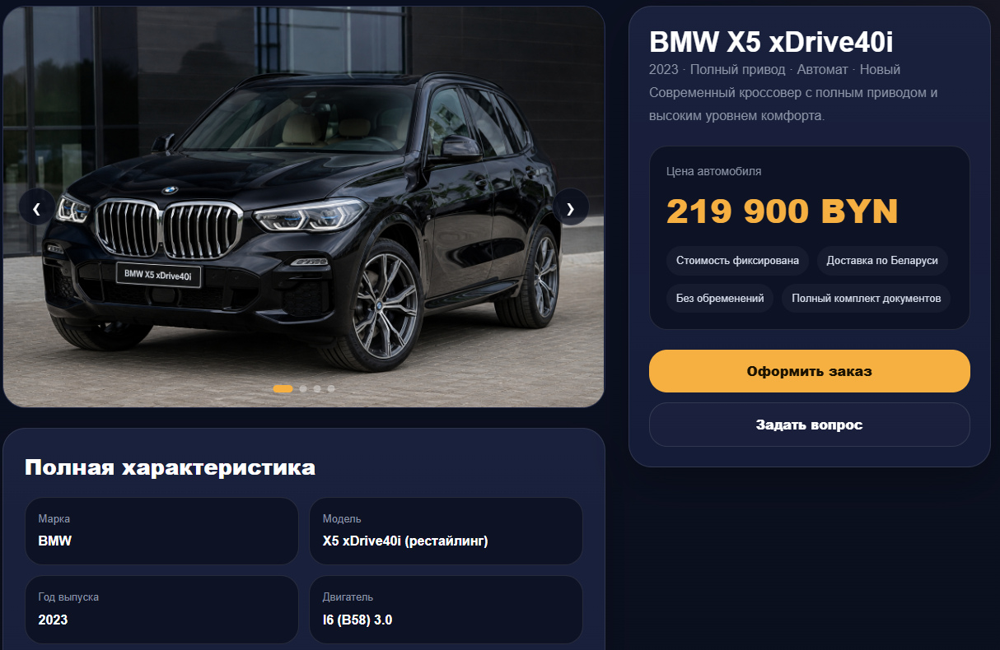 BMW X5 xDrive40i
BMW X5 xDrive40i
2023 · Полный привод · Автомат · Новый
Современный кроссовер с полным приводом и
высоким уровнем комфорта.
Цена автомобиля
219 900 BYN
Стоимость фиксирована
Доставка по Беларуси
Без обременений
Полный комплект документов
Оформить заказ
Задать вопрос
Полная характеристика
Марка
BMW
Модель
X5 xDrive40i (рестайлинг)
Год выпуска
2023
Двигатель
I6 (B58) 3.0